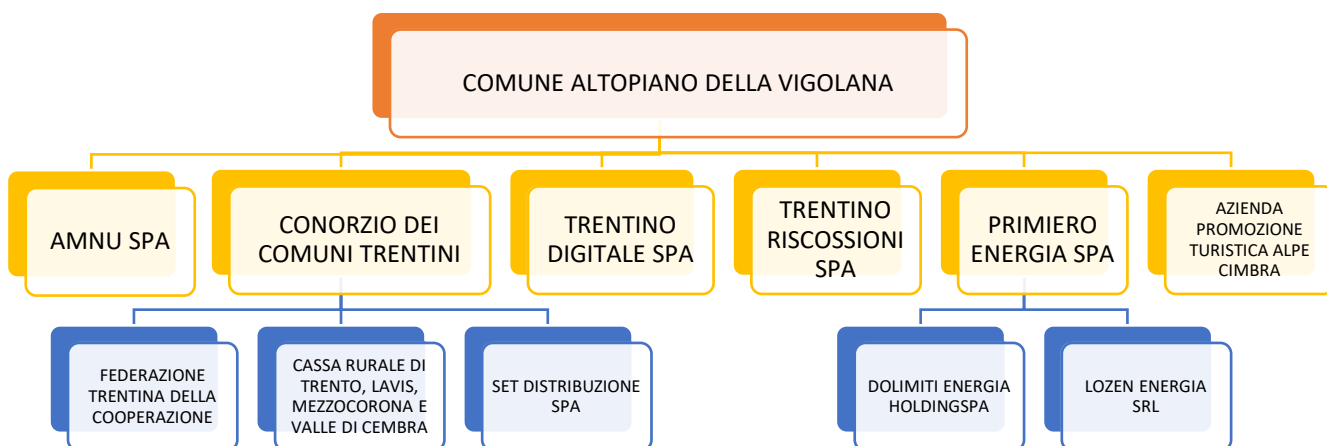 COMUNE ALTOPIANO DELLA VIGOLANA
AMNU SPA
CONORZIO DEI
COMUNI TRENTINI
TRENTINO
DIGITALE SPA
TRENTINO
RISCOSSIONI
SPA
PRIMIERO
ENERGIA SPA
AZIENDA
PROMOZIONE
TURISTICA ALPE
CIMBRA
FEDERAZIONE
TRENTINA DELLA
COOPERAZIONE
CASSA RURALE DI
TRENTO, LAVIS,
MEZZOCORONA E
VALLE DI CEMBRA
SET DISTRIBUZIONE
SPA
DOLIMITI ENERGIA
HOLDINGSPA
LOZEN ENERGIA
SRL